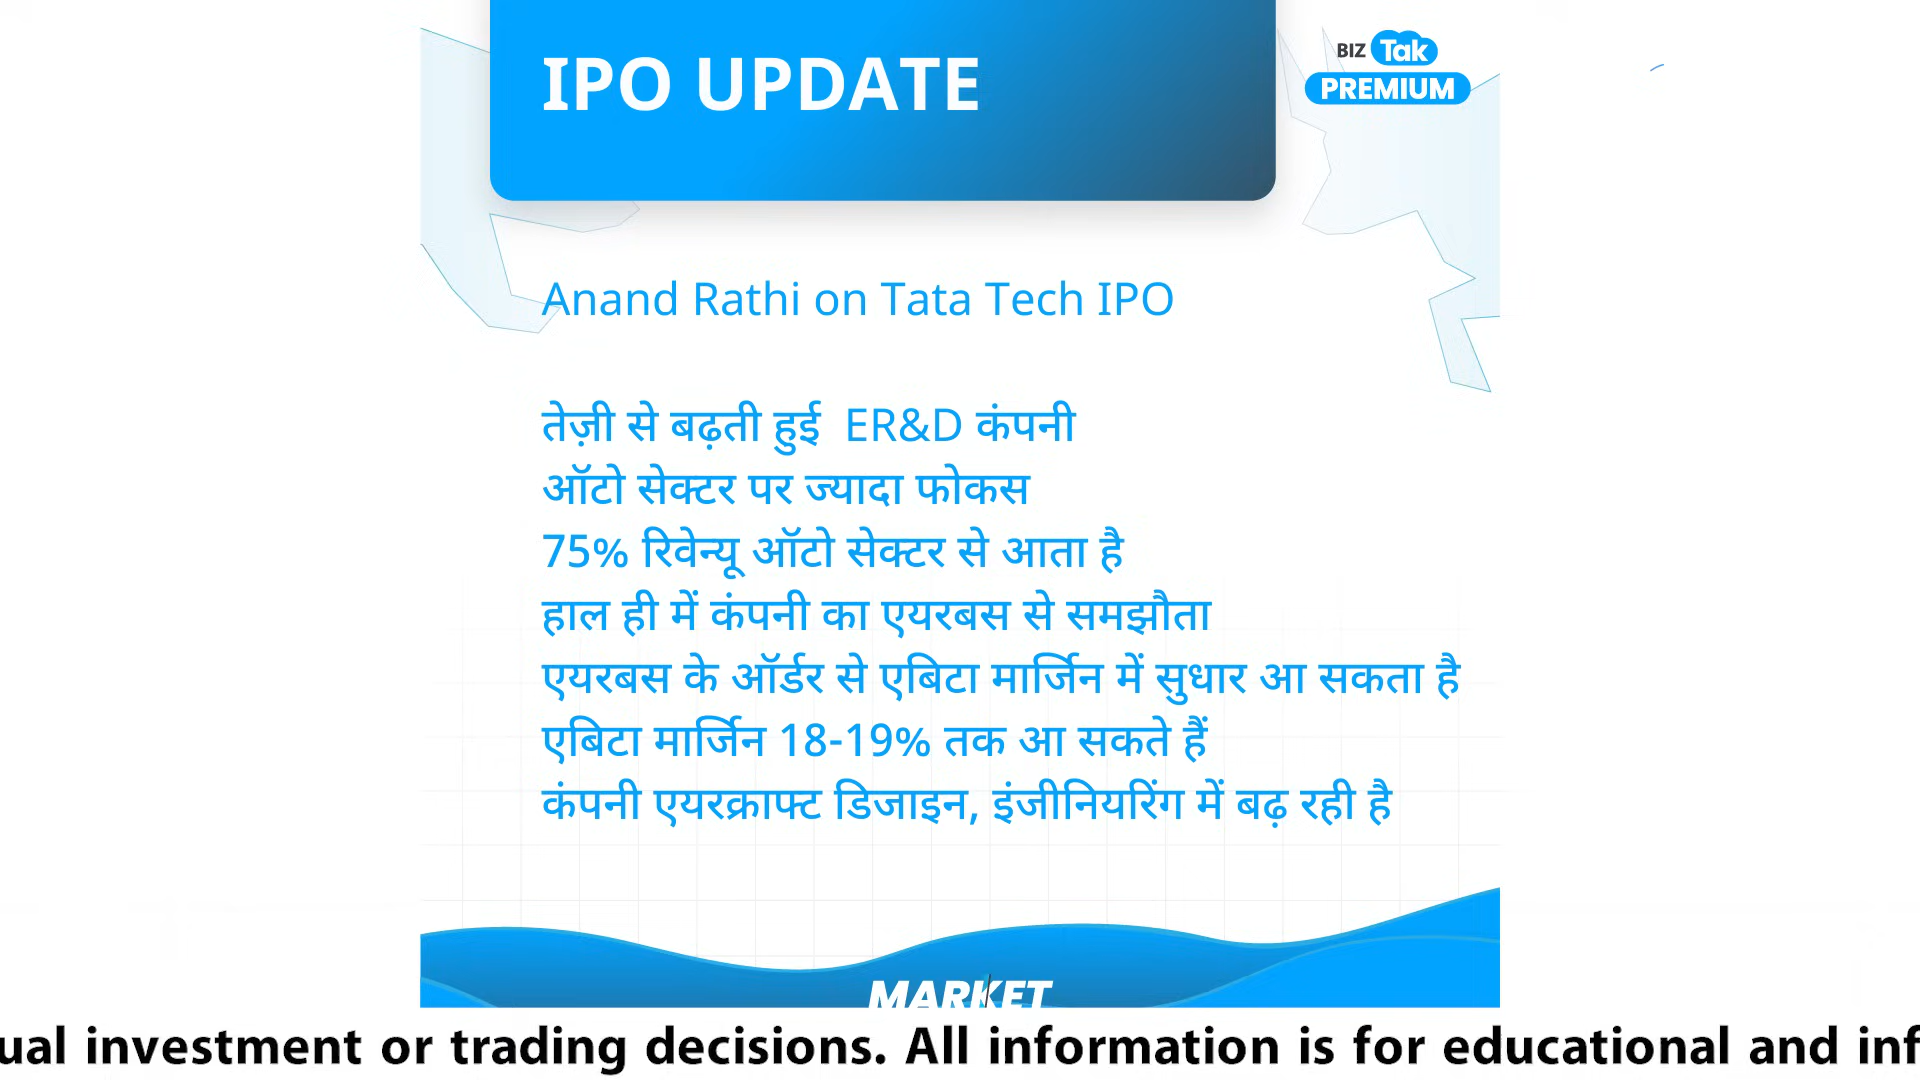 IPO UPDATE
BIZ Tak
PREMIUM
Anand Rathi on Tata Tech IPO
तेज़ी से बढ़ती हुई ER&D कंपनी
ऑटो सेक्टर पर ज्यादा फोकस
75% रिवेन्यू ऑटो सेक्टर से आता है
हाल ही में कंपनी का एयरबस से समझौता
एयरबस के ऑर्डर से एबिटा मार्जिन में सुधार आ सकता है
एबिटा मार्जिन 18-19% तक आ सकते हैं
कंपनी एयरक्राफ्ट डिजाइन, इंजीनियरिंग में बढ़ रही है
MARKET
ual investment or trading decisions. All information is for educational and inf